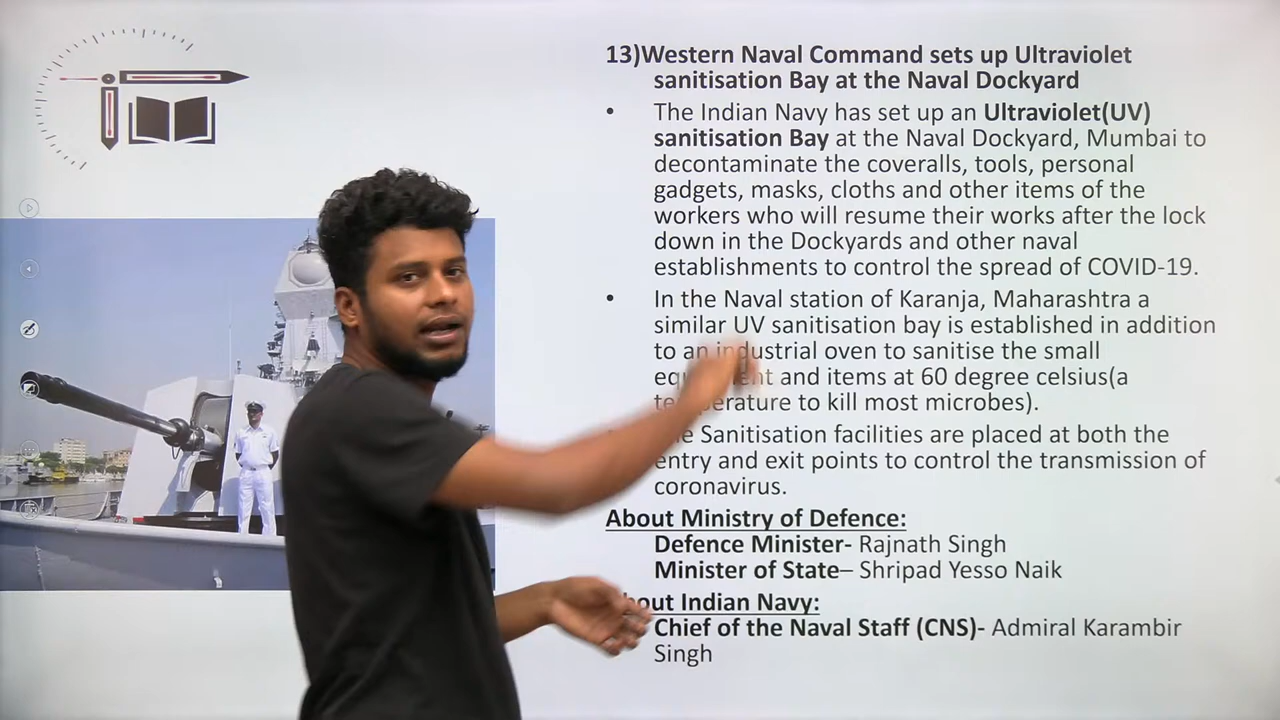 13)Western Naval Command sets up Ultraviolet
sanitisation Bay at the Naval Dockyard
• The Indian Navy has set up an Ultraviolet(UV)
sanitisation Bay at the Naval Dockyard, Mumbai to
decontaminate the coveralls, tools, personal
gadgets, masks, cloths and other items of the
workers who will resume their works after the lock
down in the Dockyards and other naval
establishments to control the spread of COVID-19.
• In the Naval station of Karanja, Maharashtra a
similar UV sanitisation bay is established in addition
to an industrial oven to sanitise the small
and items at 60 degree celsius(a
to kill most microbes).
Sanitisation facilities are placed at both the
entry and exit points to control the transmission of
coronavirus.
About Ministry of Defence:
Defence Minister- Rajnath Singh
Minister of State– Shripad Yesso Naik
About Indian Navy:
Chief of the Naval Staff (CNS)- Admiral Karambir
Singh